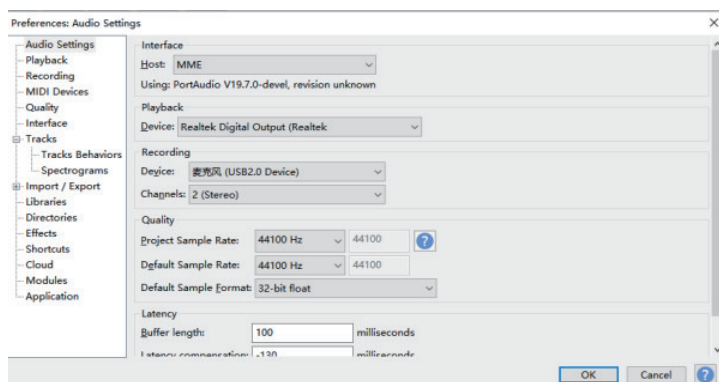 Preferences: Audio Settings
Audio Settings
Playback
Recording
MIDI Devices
Quality
Interface
Tracks
Tracks Behaviors
Spectrograms
Import / Export
Libraries
Directories
Effects
Shortcuts
Cloud
Modules
Application
Interface
Host: MME
Using: PortAudio V19.7.0-devel, revision unknown
Playback
Device: Realtek Digital Output (Realtek
Recording
Device: 麦克风 (USB2.0 Device)
Channels: 2 (Stereo)
Quality
Project Sample Rate: 44100 Hz 44100 ?
Default Sample Rate: 44100 Hz 44100
Default Sample Format: 32-bit float
Latency
Buffer length: 100 milliseconds
Latency compensation: -130 milliseconds
OK Cancel ?